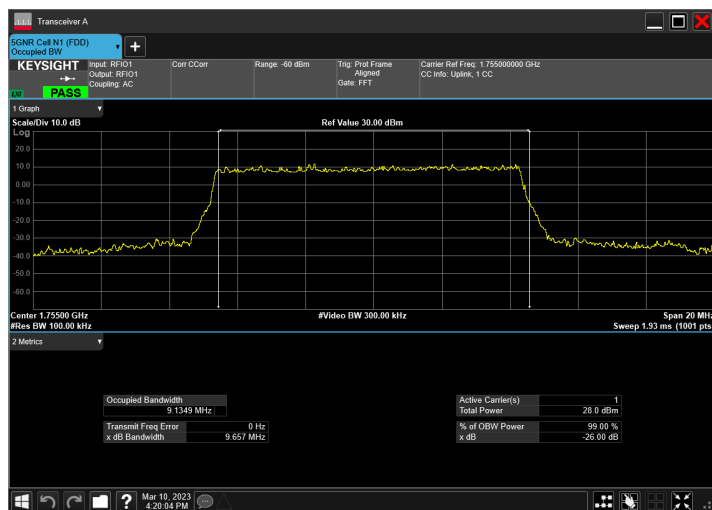 Transceiver A
5GNR Cell N1 (FDD)
Occupied BW
KEYSIGHT
LXI
PASS
Input: RFIO1
Output: RFIO1
Coupling: AC
Corr CCorr
Range: -60 dBm
Trig: Prot Frame
Aligned
Gate: FFT
Carrier Ref Freq: 1.755000000 GHz
CC Info: Uplink, 1 CC
1 Graph
Scale/Div 10.0 dB
Ref Value 30.00 dBm
Log
20.0
10.0
0.00
-10.0
-20.0
-30.0
-40.0
-50.0
-60.0
Center 1.75500 GHz
#Video BW 300.00 kHz
Span 20 MHz
#Res BW 100.00 kHz
Sweep 1.93 ms (1001 pts
2 Metrics
Occupied Bandwidth
9.1349 MHz
Transmit Freq Error 0 Hz
x dB Bandwidth 9.657 MHz
Active Carrier(s) 1
Total Power 28.0 dBm
% of OBW Power 99.00 %
x dB -26.00 dB
Mar 10, 2023
4:20:04 PM